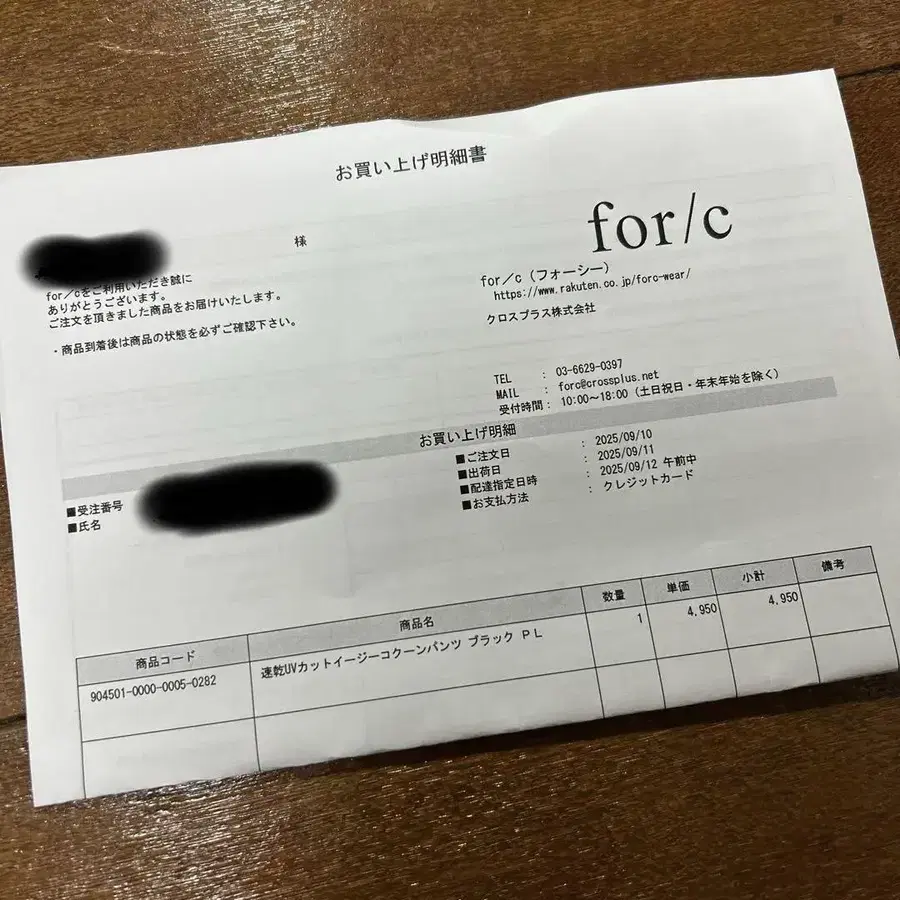 お買い上げ明細書
様
for/c
for/cをご利用いただき誠に
ありがとうございます。
ご注文を頂きました商品をお届けいたします。
・商品到着後は商品の状態を必ずご確認下さい。
for/c (フォーシー)
https://www.rakuten.co.jp/forc-wear/
クロスプラス株式会社
TEL : 03-6629-0397
MAIL : forc@crossplus.net
受付時間: 10:00〜18:00 (土日祝日・年末年始を除く)
お買い上げ明細
■受注番号
■氏名
■ご注文日 : 2025/09/10
■出荷日 : 2025/09/11
■配達指定日時 : 2025/09/12 午前中
■お支払方法 : クレジットカード
商品コード 商品名 数量 単価 小計 備考
904501-0000-0005-0282 速乾UVカットイージーコクーンパンツ ブラック PL 1 4,950 4,950